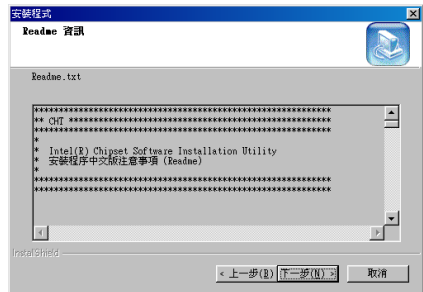 安裝程式
Readme 資訊
Readme.txt
************************************************************
** CHT *****************************************************
************************************************************
*
*  Intel(R) Chipset Software Installation Utility
*  安裝程序中文版注意事項 (Readme)
*
************************************************************
************************************************************
InstallShield
< 上一步(B)
下一步(N) >
取消